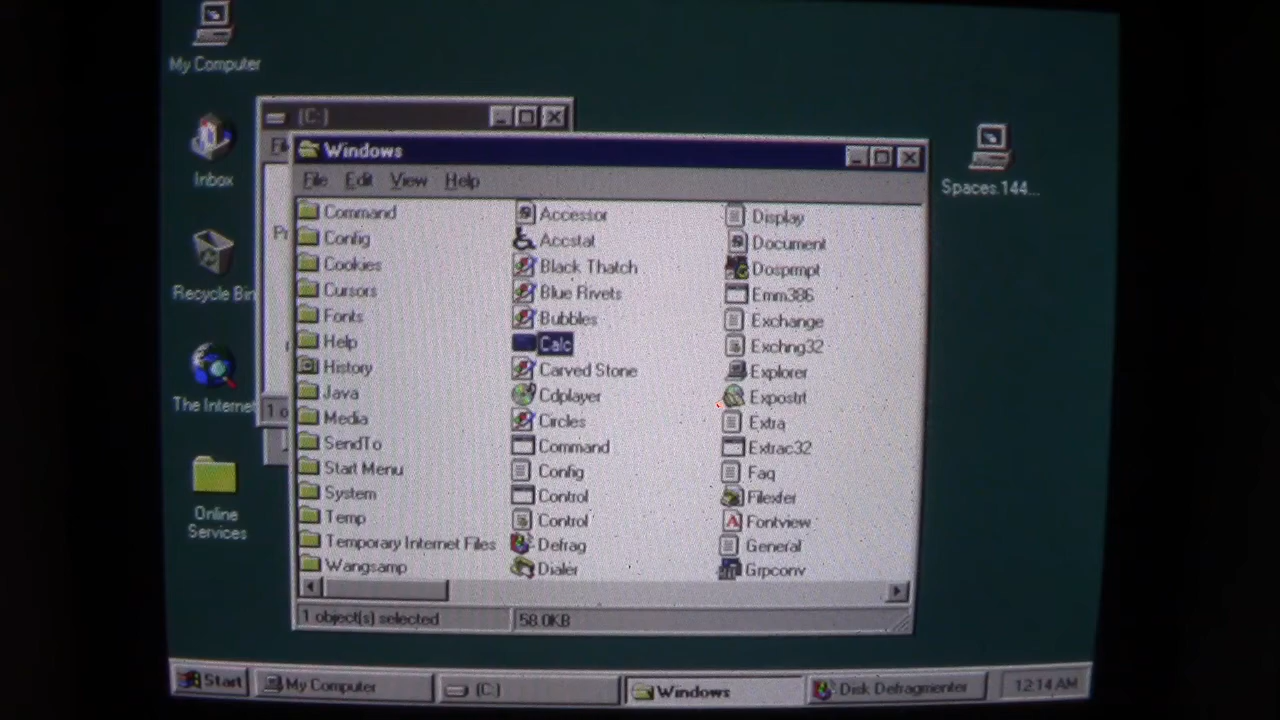 My Computer
Inbox
Recycle Bin
The Internet
Online
Services
Spaces.144...
(C:)
Windows
File Edit View Help
Command
Config
Cookies
Cursors
Fonts
Help
History
Java
Media
SendTo
Start Menu
System
Temp
Temporary Internet Files
Wangsamp
Accessor
Accstat
Black Thatch
Blue Rivets
Bubbles
Calc
Carved Stone
Cdplayer
Circles
Command
Config
Control
Control
Defrag
Dialer
Display
Document
Dosprmpt
Emm386
Exchange
Exchng32
Explorer
Expostrt
Extra
Extrac32
Faq
Filexfer
Fontview
General
Grpconv
1 object(s) selected
58.0KB
Start
My Computer
(C:)
Windows
Disk Defragmenter
12:14 AM